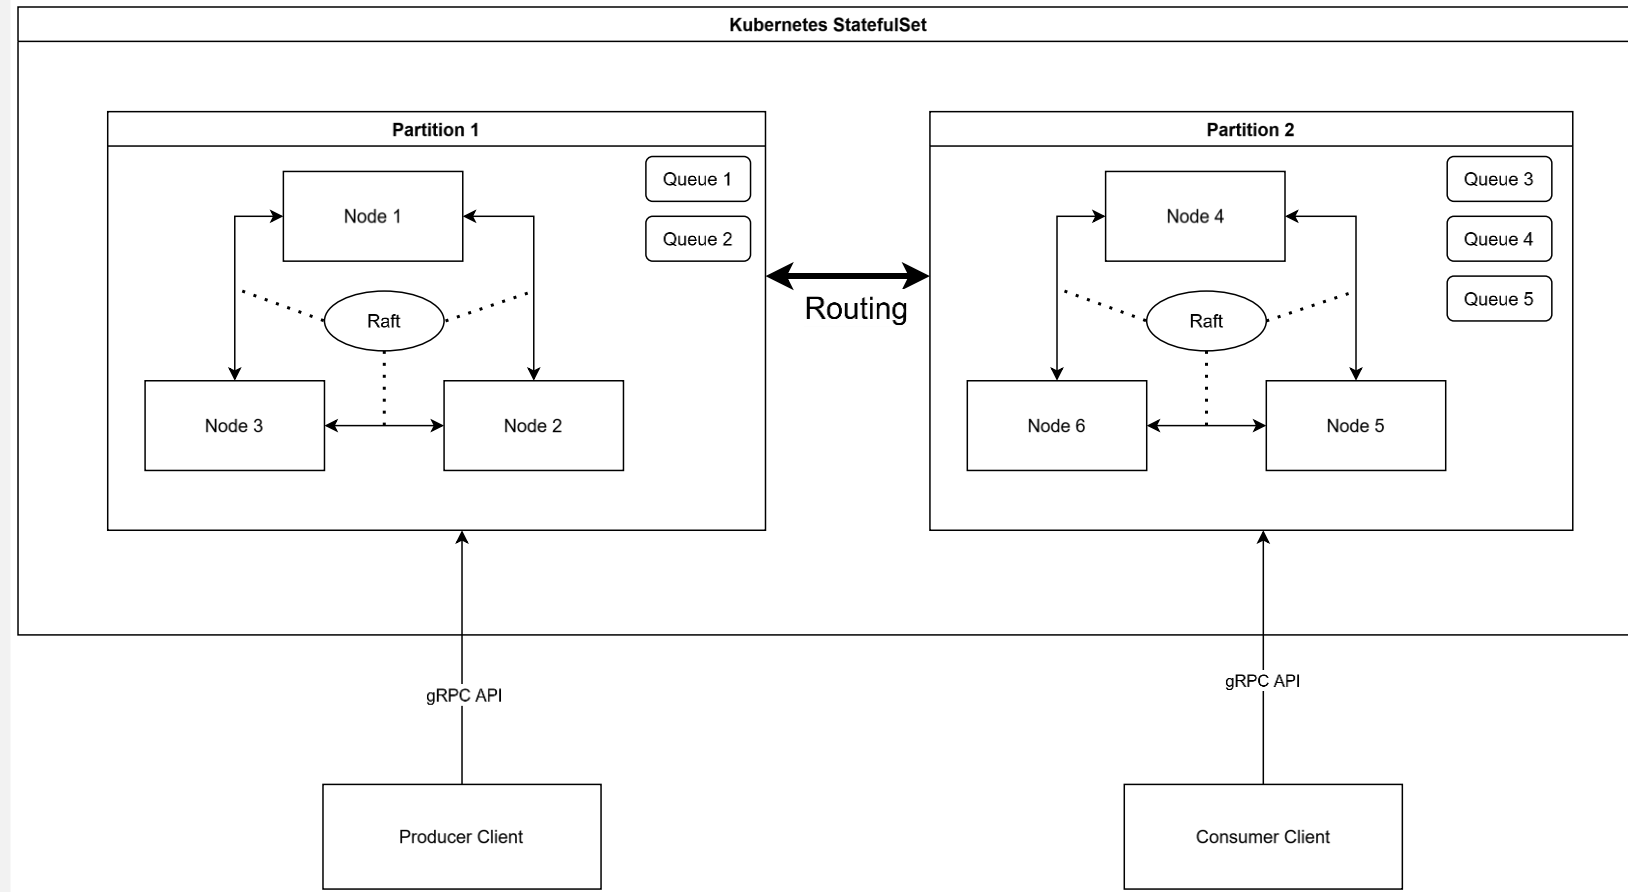 Kubernetes StatefulSet
Partition 1
Queue 1
Node 1
Queue 2
Raft
Node 3
Node 2
Routing
Partition 2
Queue 3
Node 4
Queue 4
Queue 5
Raft
Node 6
Node 5
gRPC API
gRPC API
Producer Client
Consumer Client